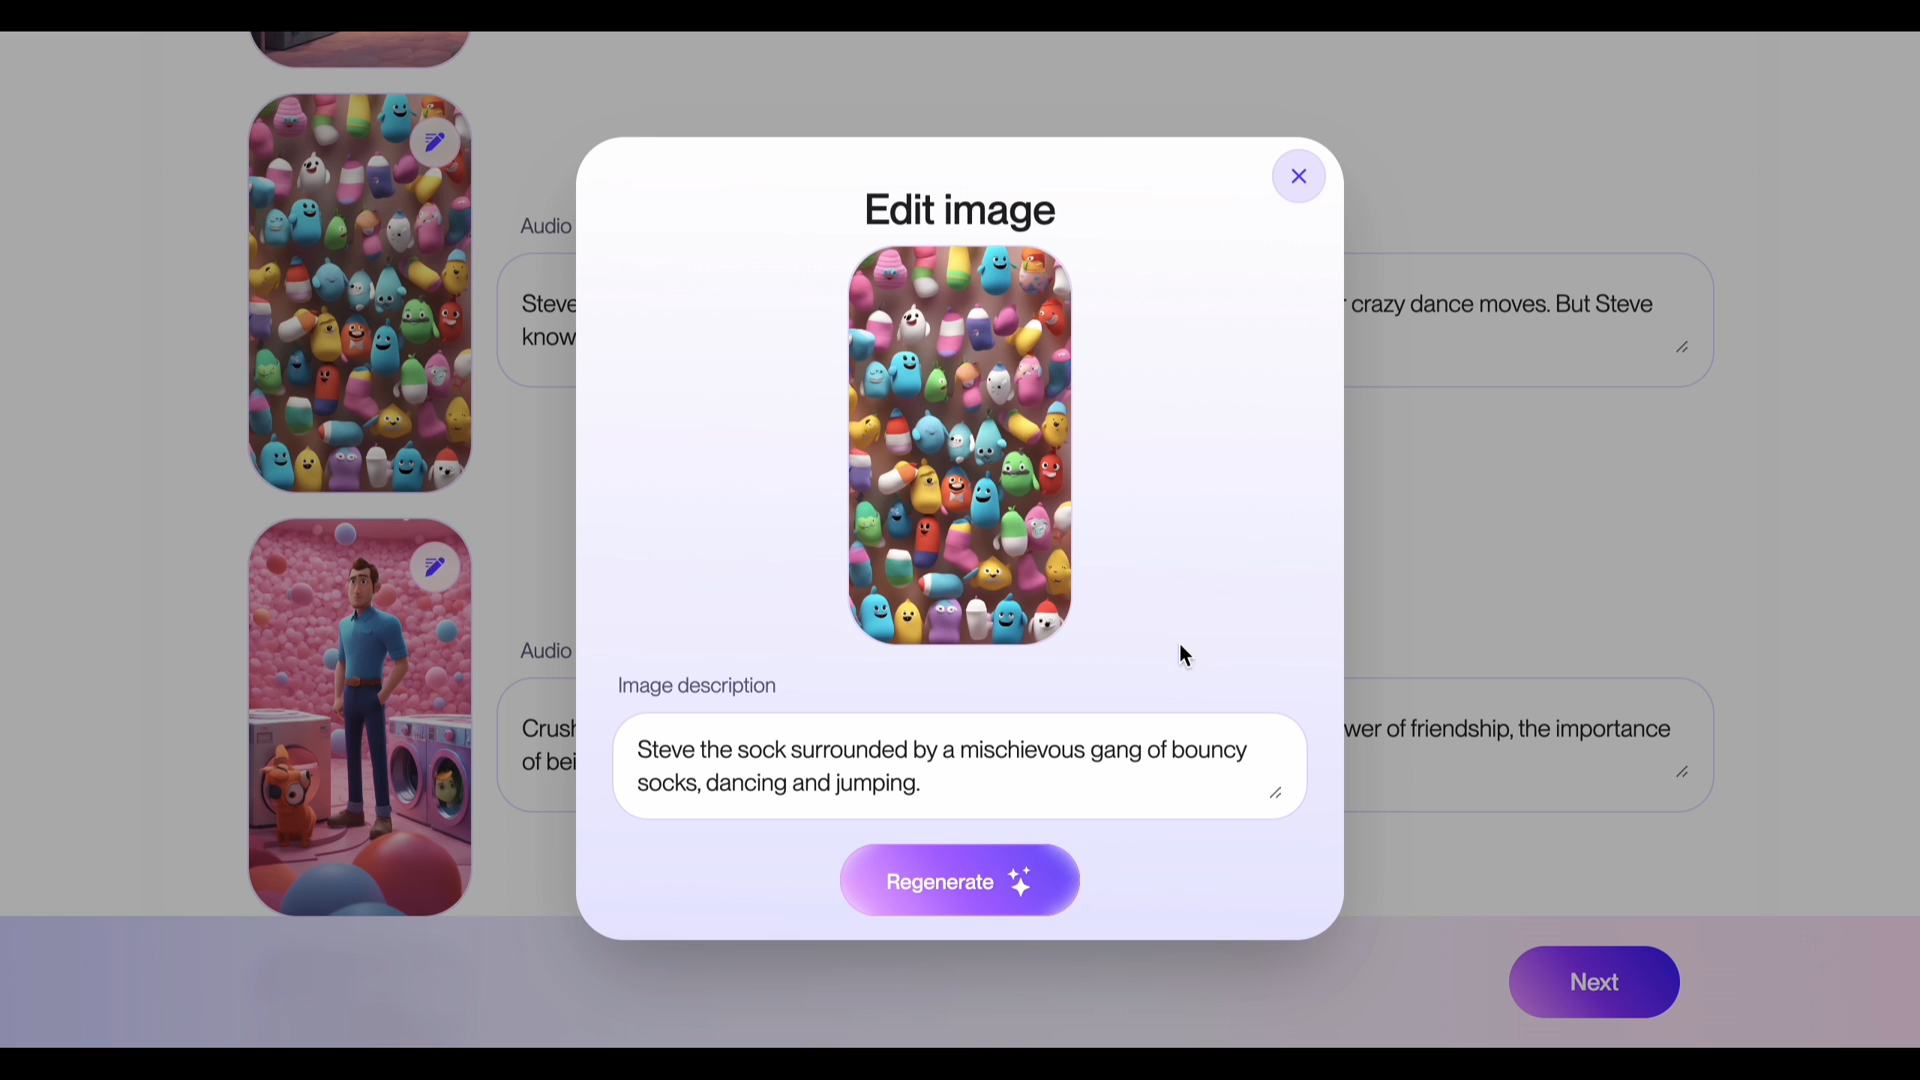 Edit image
Audio
Steve
crazy dance moves. But Steve
know
Image description
Audio
Steve the sock surrounded by a mischievous gang of bouncy
socks, dancing and jumping.
Crush
wer of friendship, the importance
of bei
Regenerate
Next